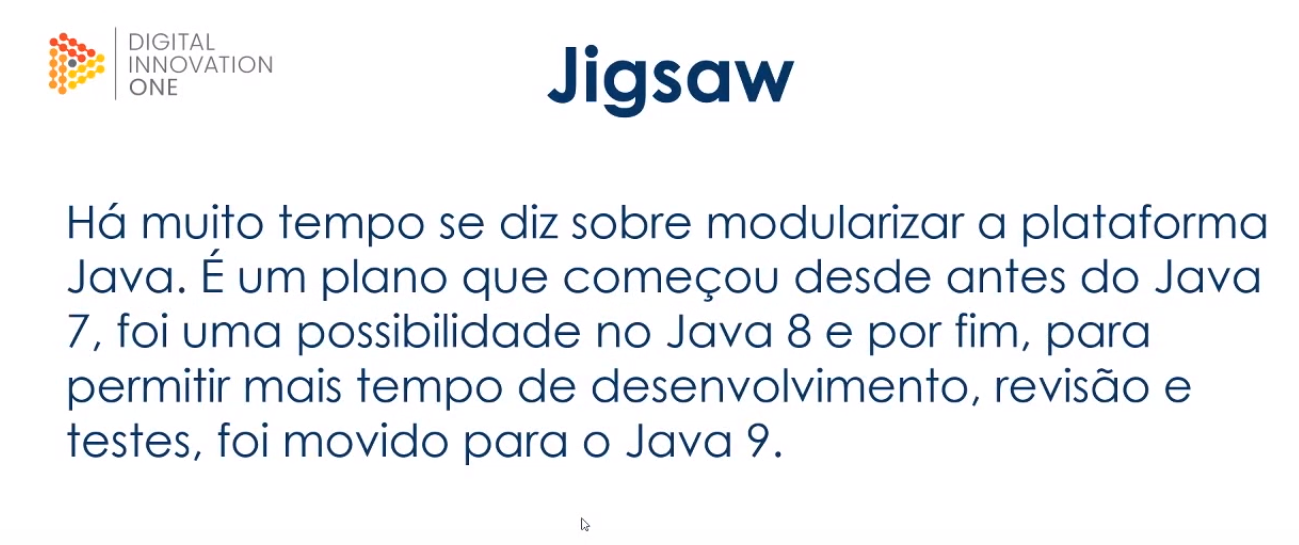 DIGITAL
INNOVATION
ONE
Jigsaw
Há muito tempo se diz sobre modularizar a plataforma
Java. É um plano que começou desde antes do Java
7, foi uma possibilidade no Java 8 e por fim, para
permitir mais tempo de desenvolvimento, revisão e
testes, foi movido para o Java 9.